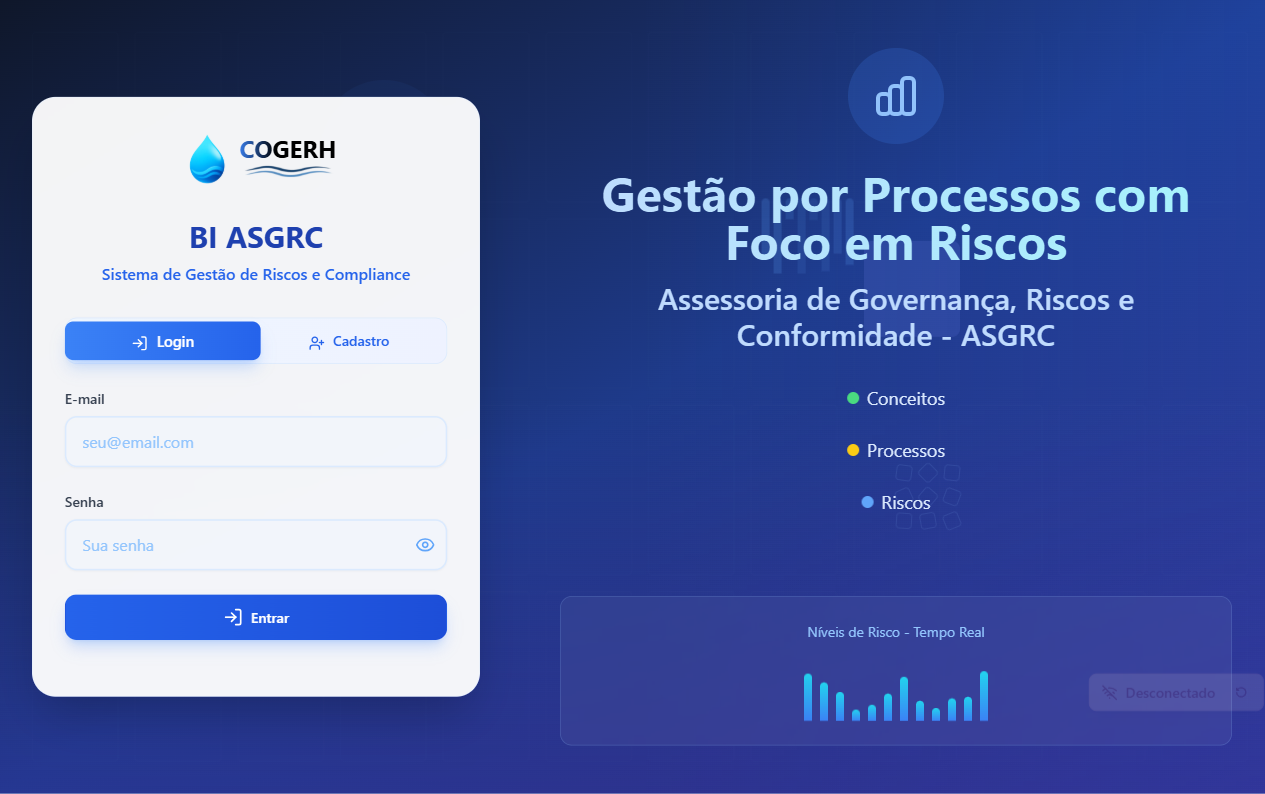 COGERH
BI ASGRC
Sistema de Gestão de Riscos e Compliance
Login
Cadastro
E-mail
seu@email.com
Senha
Sua senha
Entrar
Gestão por Processos com
Foco em Riscos
Assessoria de Governança, Riscos e
Conformidade - ASGRC
Conceitos
Processos
Riscos
Níveis de Risco - Tempo Real
Desconectado